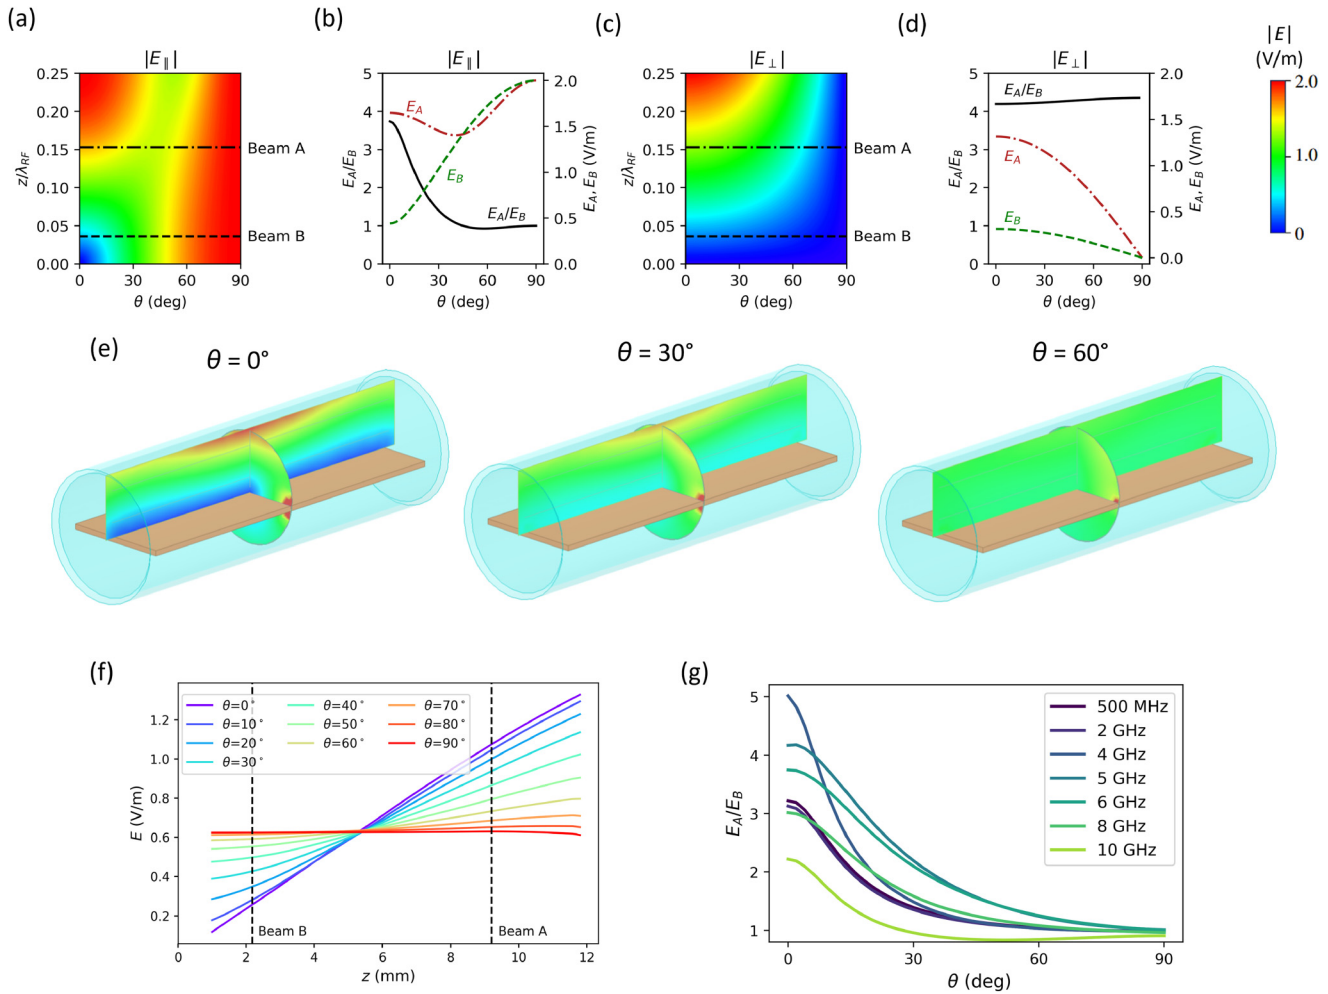 (a)
|E∥|
0.25
0.20
0.15
0.10
0.05
0.00
z/λRF
0 30 60 90
θ (deg)
Beam A
Beam B
(b)
|E∥|
5
4
3
2
1
0
EA/EB
EA
EB
EA/EB
2.0
1.5
1.0
0.5
0.0
EA, EB (V/m)
0 30 60 90
θ (deg)
(c)
|E⊥|
0.25
0.20
0.15
0.10
0.05
0.00
z/λRF
0 30 60 90
θ (deg)
Beam A
Beam B
(d)
|E⊥|
5
4
3
2
1
0
EA/EB
EA/EB
EA
EB
2.0
1.5
1.0
0.5
0.0
EA, EB (V/m)
0 30 60 90
θ (deg)
|E|
(V/m)
2.0
1.0
0
(e)
θ = 0°
θ = 30°
θ = 60°
(f)
1.2
1.0
0.8
0.6
0.4
0.2
E (V/m)
θ=0° θ=40° θ=70°
θ=10° θ=50° θ=80°
θ=20° θ=60° θ=90°
θ=30°
Beam B
Beam A
0 2 4 6 8 10 12
z (mm)
(g)
5
4
3
2
1
EA/EB
500 MHz
2 GHz
4 GHz
5 GHz
6 GHz
8 GHz
10 GHz
0 30 60 90
θ (deg)